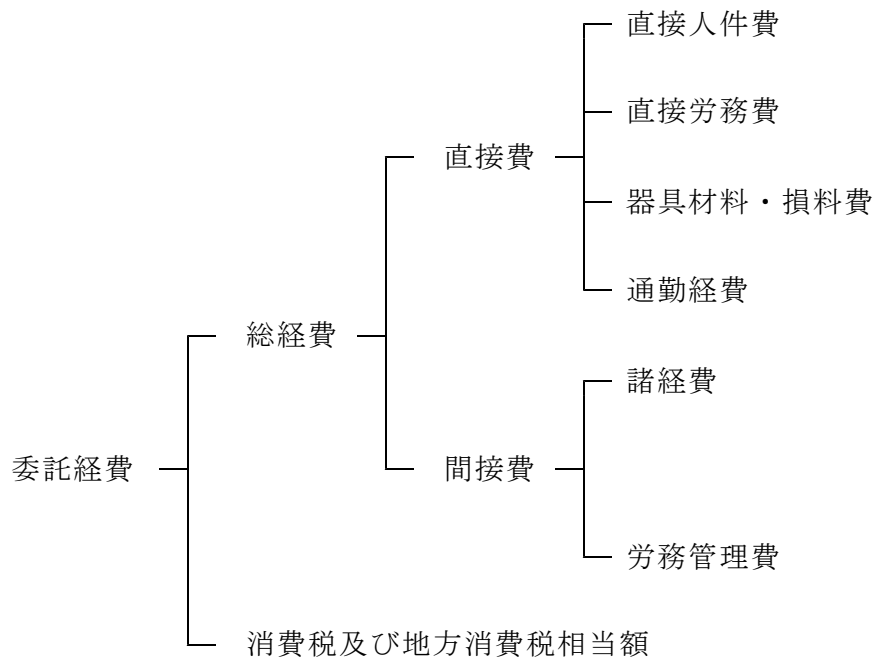 直接人件費
直接労務費
直接費
器具材料・損料費
通勤経費
総経費
諸経費
委託経費
間接費
労務管理費
消費税及び地方消費税相当額